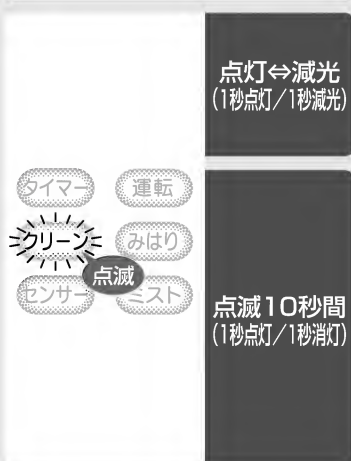 点灯⇔減光
(1秒点灯/1秒減光)
タイマー 運転
クリーン みはり
点滅
センサー ミスト
点滅10秒間
(1秒点灯/1秒消灯)